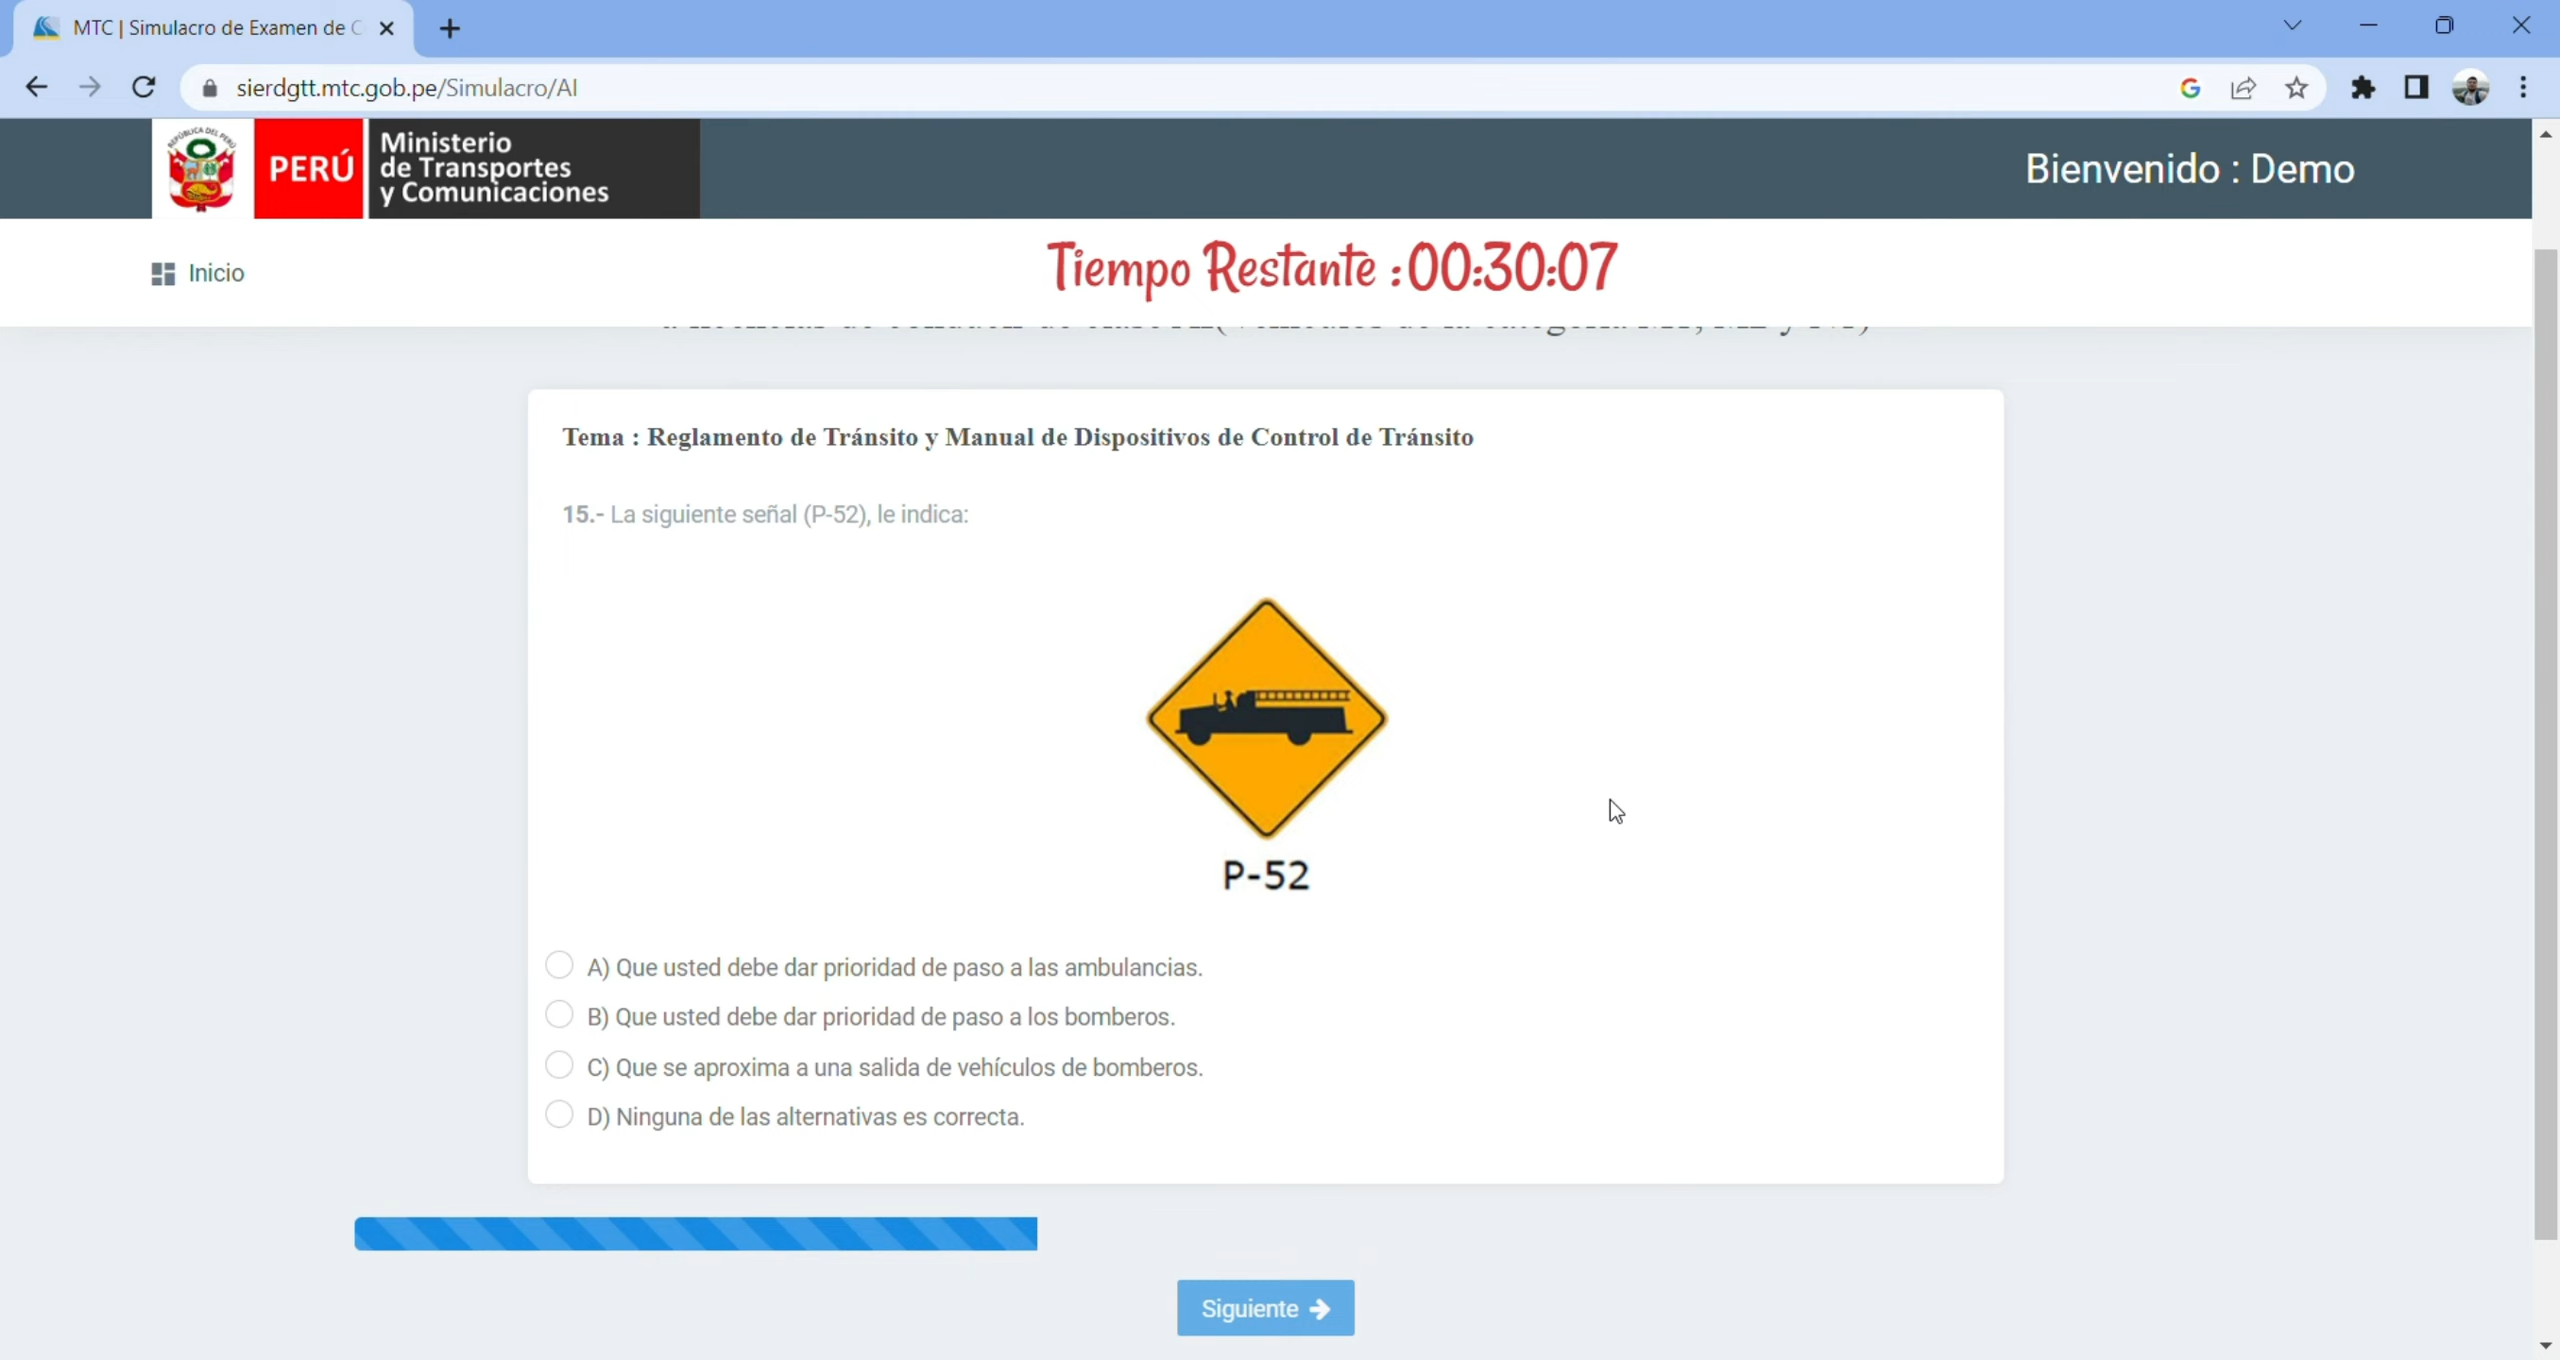 MTC | Simulacro de Examen de C
sierdgtt.mtc.gob.pe/Simulacro/AI
REPÚBLICA DEL PERÚ
PERÚ
Ministerio
de Transportes
y Comunicaciones
Bienvenido : Demo
Inicio
Tiempo Restante :00:30:07
Tema : Reglamento de Tránsito y Manual de Dispositivos de Control de Tránsito
15.- La siguiente señal (P-52), le indica:
P-52
A) Que usted debe dar prioridad de paso a las ambulancias.
B) Que usted debe dar prioridad de paso a los bomberos.
C) Que se aproxima a una salida de vehículos de bomberos.
D) Ninguna de las alternativas es correcta.
Siguiente